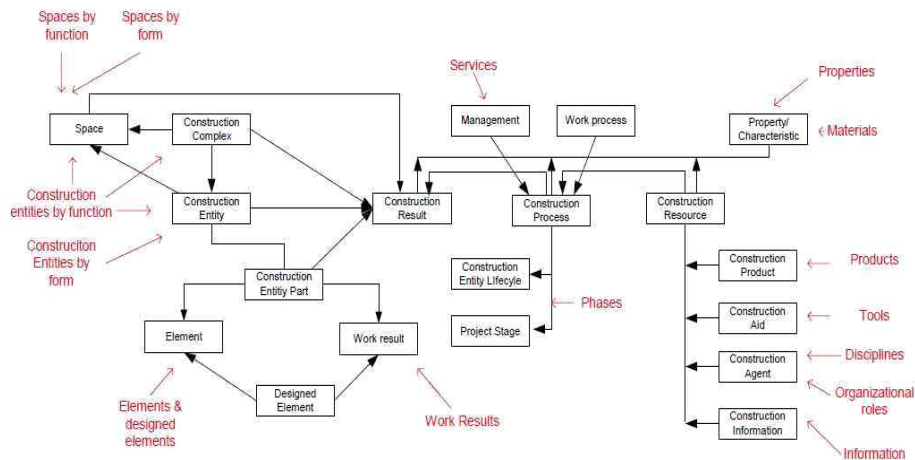 Spaces by
function
Spaces by
form
Services
Properties
Space
Construction
Complex
Management
Work process
Property/
Charecteristic
Materials
Construction
entities by function
Construction
Entity
Construction
Result
Construction
Process
Construction
Resource
Construciton
Entities by
form
Construction
Entitiy Part
Construction
Entity Lifecyle
Construction
Product
Products
Phases
Element
Work result
Project Stage
Construction
Aid
Tools
Construction
Agent
Disciplines
Organizational
roles
Designed
Element
Elements &
designed
elements
Work Results
Construction
Information
Information